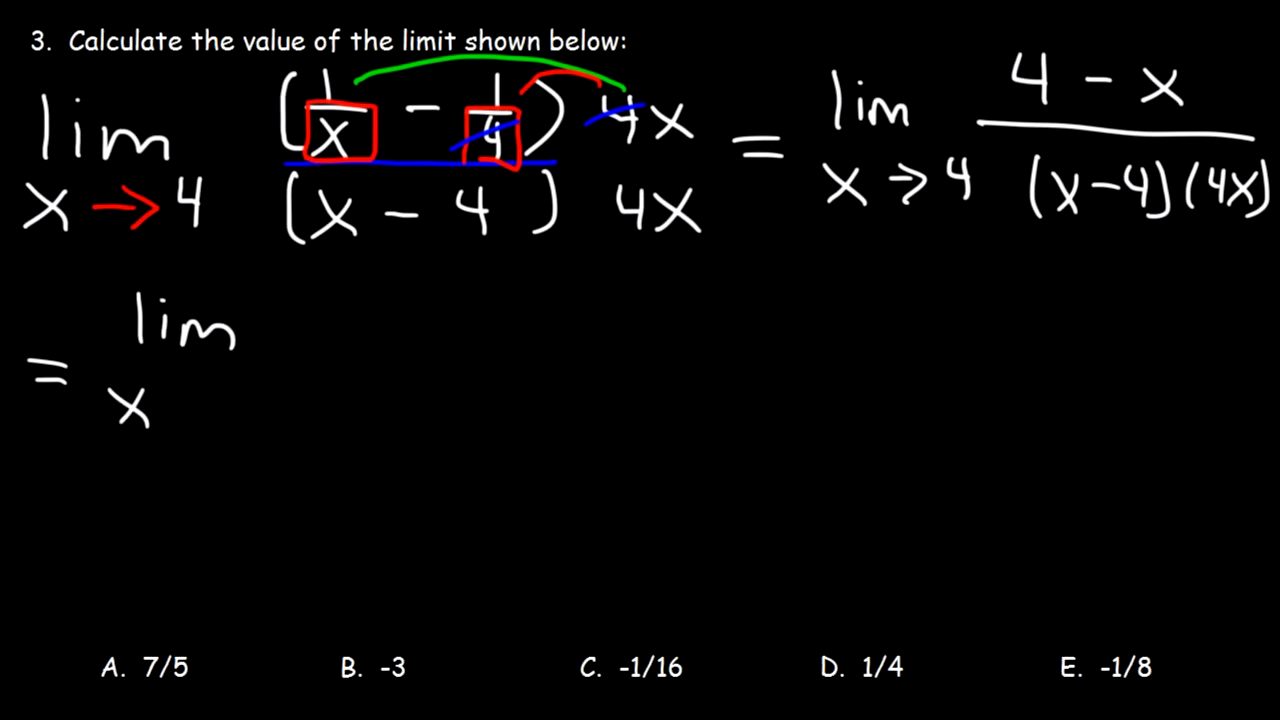 3. Calculate the value of the limit shown below:
lim x → 4 (1/x - 1/4) 4x / (x - 4) 4x = lim x → 4 4 - x / (x - 4)(4x)
= lim x
A. 7/5 B. -3 C. -1/16 D. 1/4 E. -1/8